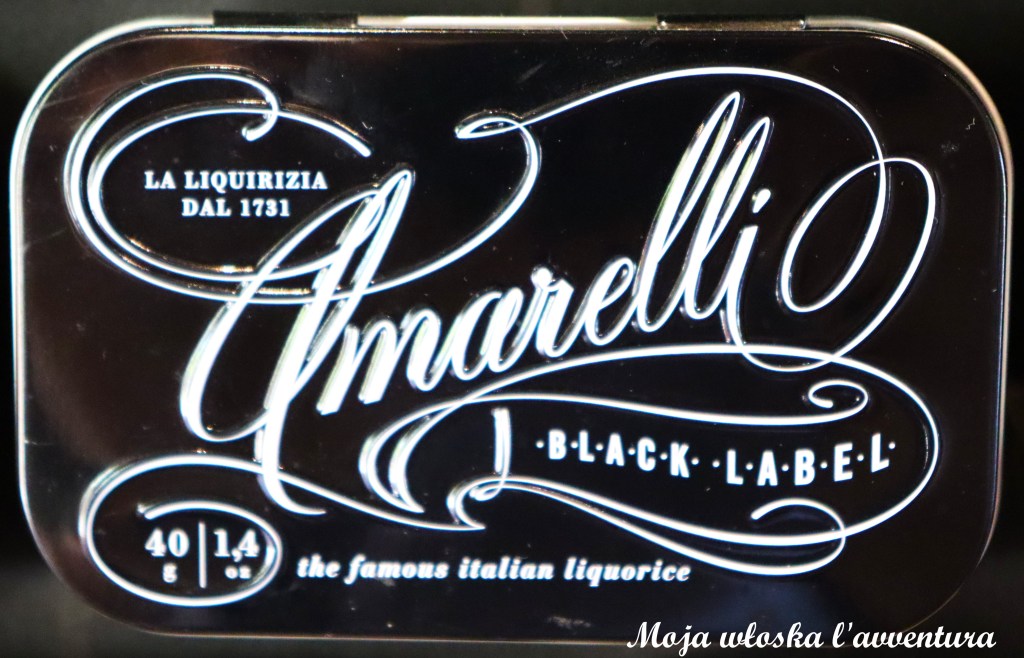 LA LIQUIRIZIA
DAL 1731
Amarelli
·B·L·A·C·K· ·L·A·B·E·L·
40 g | 1,4 oz
the famous italian liquorice
Moja włoska l'avventura